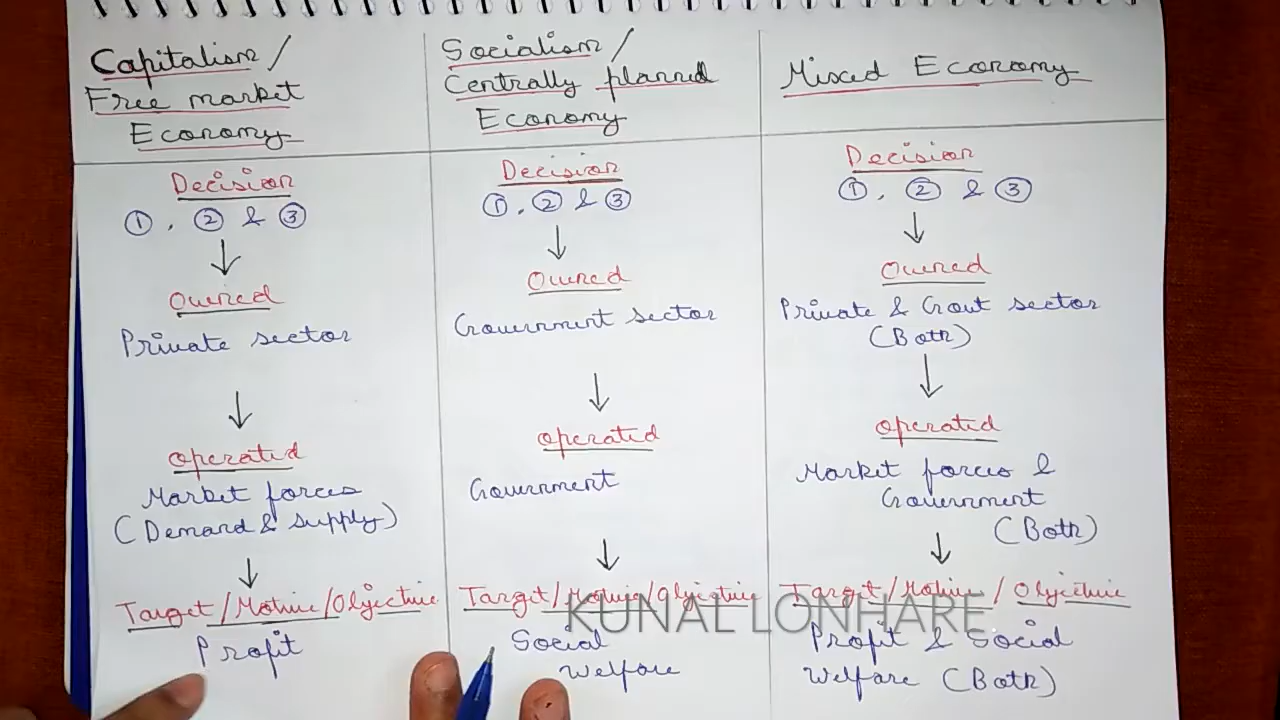 Capitalism /
Free market
Economy
Decision
①, ② & ③
Owned
Private sector
Operated
Market forces
(Demand & supply)
Target/Motive/Objective
Profit
Socialism /
Centrally planned
Economy
Decision
①, ② & ③
Owned
Government sector
Operated
Government
Target/Motive/Objective
Social
Welfare
Mixed Economy
Decision
①, ② & ③
Owned
Private & Govt sector
(Both)
Operated
Market forces &
Government
(Both)
Target/Motive/Objective
Profit & Social
Welfare (Both)
KUNAL LONHARE